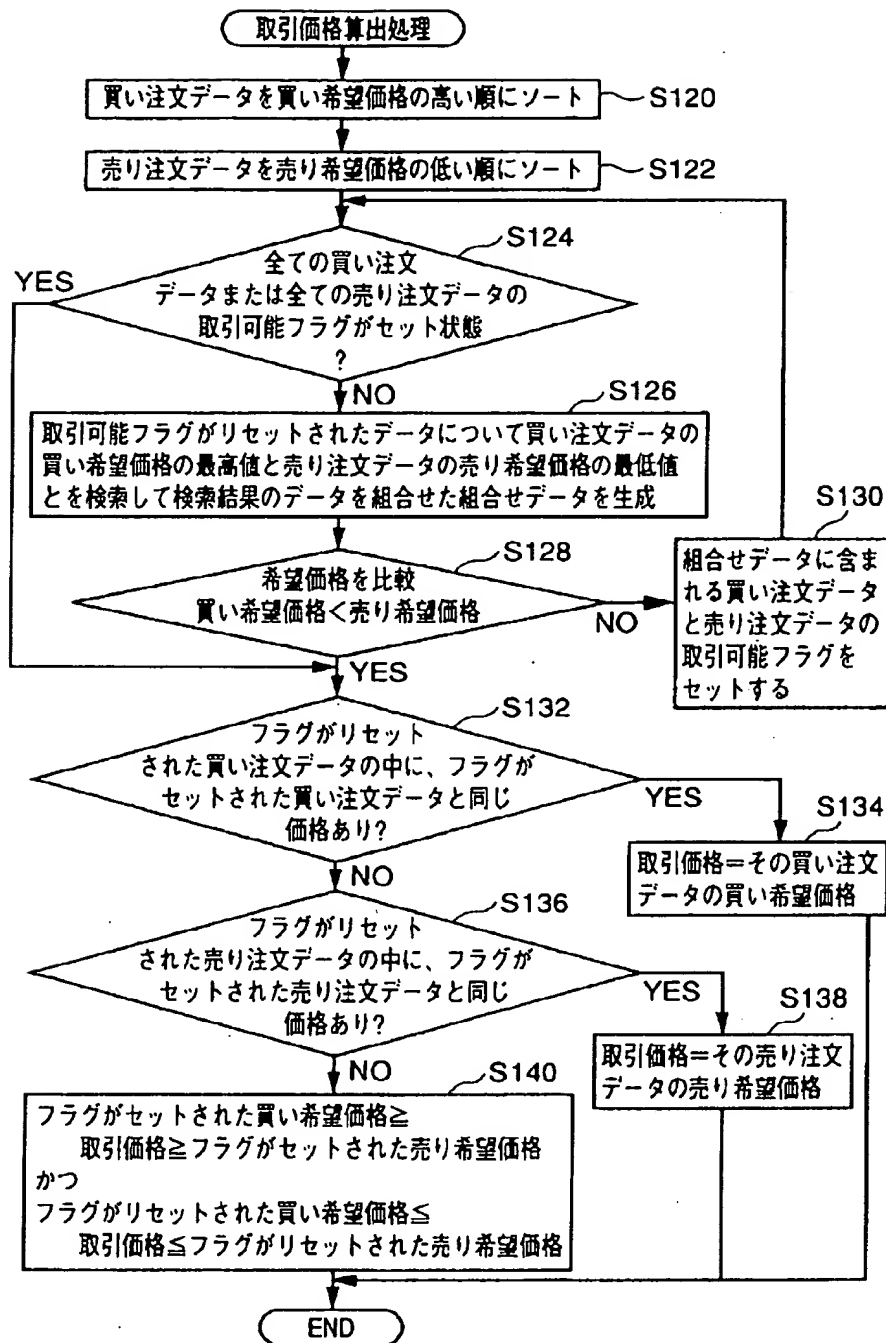 取引価格算出処理
買い注文データを買い希望価格の高い順にソート
S120
売り注文データを売り希望価格の低い順にソート
S122
S124
全ての買い注文
データまたは全ての売り注文データの
取引可能フラグがセット状態
?
YES
NO
S126
取引可能フラグがリセットされたデータについて買い注文データの
買い希望価格の最高値と売り注文データの売り希望価格の最低値
とを検索して検索結果のデータを組合せた組合せデータを生成
S128
希望価格を比較
買い希望価格<売り希望価格
NO
YES
S130
組合せデータに含ま
れる買い注文データ
と売り注文データの
取引可能フラグを
セットする
S132
フラグがリセット
された買い注文データの中に、フラグが
セットされた買い注文データと同じ
価格あり?
YES
NO
S134
取引価格=その買い注文
データの買い希望価格
S136
フラグがリセット
された売り注文データの中に、フラグが
セットされた売り注文データと同じ
価格あり?
YES
NO
S138
取引価格=その売り注文
データの売り希望価格
S140
フラグがセットされた買い希望価格≧
取引価格≧フラグがセットされた売り希望価格
かつ
フラグがリセットされた買い希望価格≦
取引価格≦フラグがリセットされた売り希望価格
END